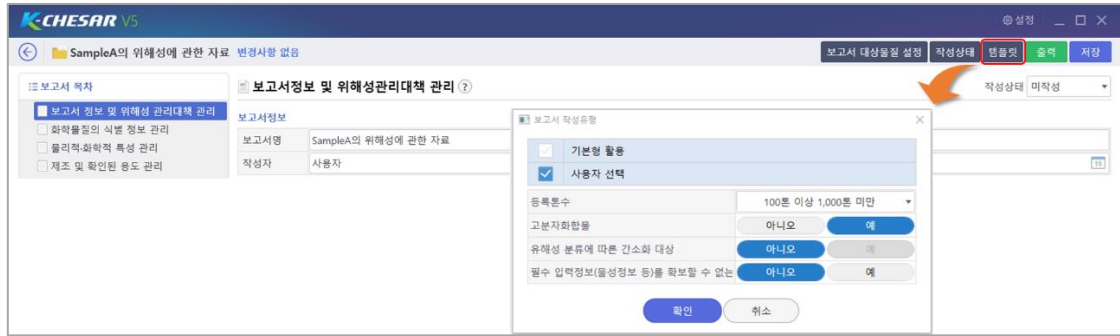 K-CHESAR V5
설정
SampleA의 위해성에 관한 자료 변경사항 없음
보고서 대상물질 설정 작성상태 템플릿 출력 저장
보고서 목차
보고서 정보 및 위해성 관리대책 관리
화학물질의 식별 정보 관리
물리적·화학적 특성 관리
제조 및 확인된 용도 관리
보고서정보 및 위해성관리대책 관리 ?
작성상태 미작성
보고서정보
보고서명 SampleA의 위해성에 관한 자료
작성자 사용자
15
보고서 작성유형
기본형 활용
사용자 선택
등록톤수 100톤 이상 1,000톤 미만
고분자화합물 아니오 예
유해성 분류에 따른 간소화 대상 아니오 예
필수 입력정보(물성정보 등)를 확보할 수 없는 아니오 예
확인 취소